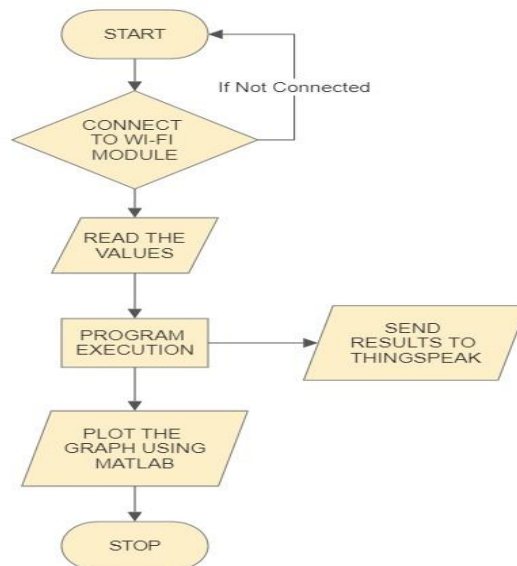 START
If Not Connected
CONNECT
TO WI-FI
MODULE
READ THE
VALUES
PROGRAM
EXECUTION
SEND
RESULTS TO
THINGSPEAK
PLOT THE
GRAPH USING
MATLAB
STOP